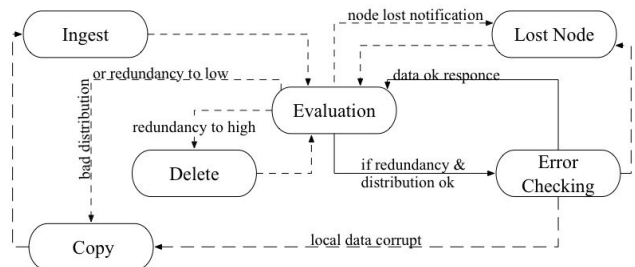 Ingest
node lost notification
Lost Node
or redundancy to low
data ok responce
bad distribution
Evaluation
redundancy to high
Delete
if redundancy &
distribution ok
Error
Checking
Copy
local data corrupt